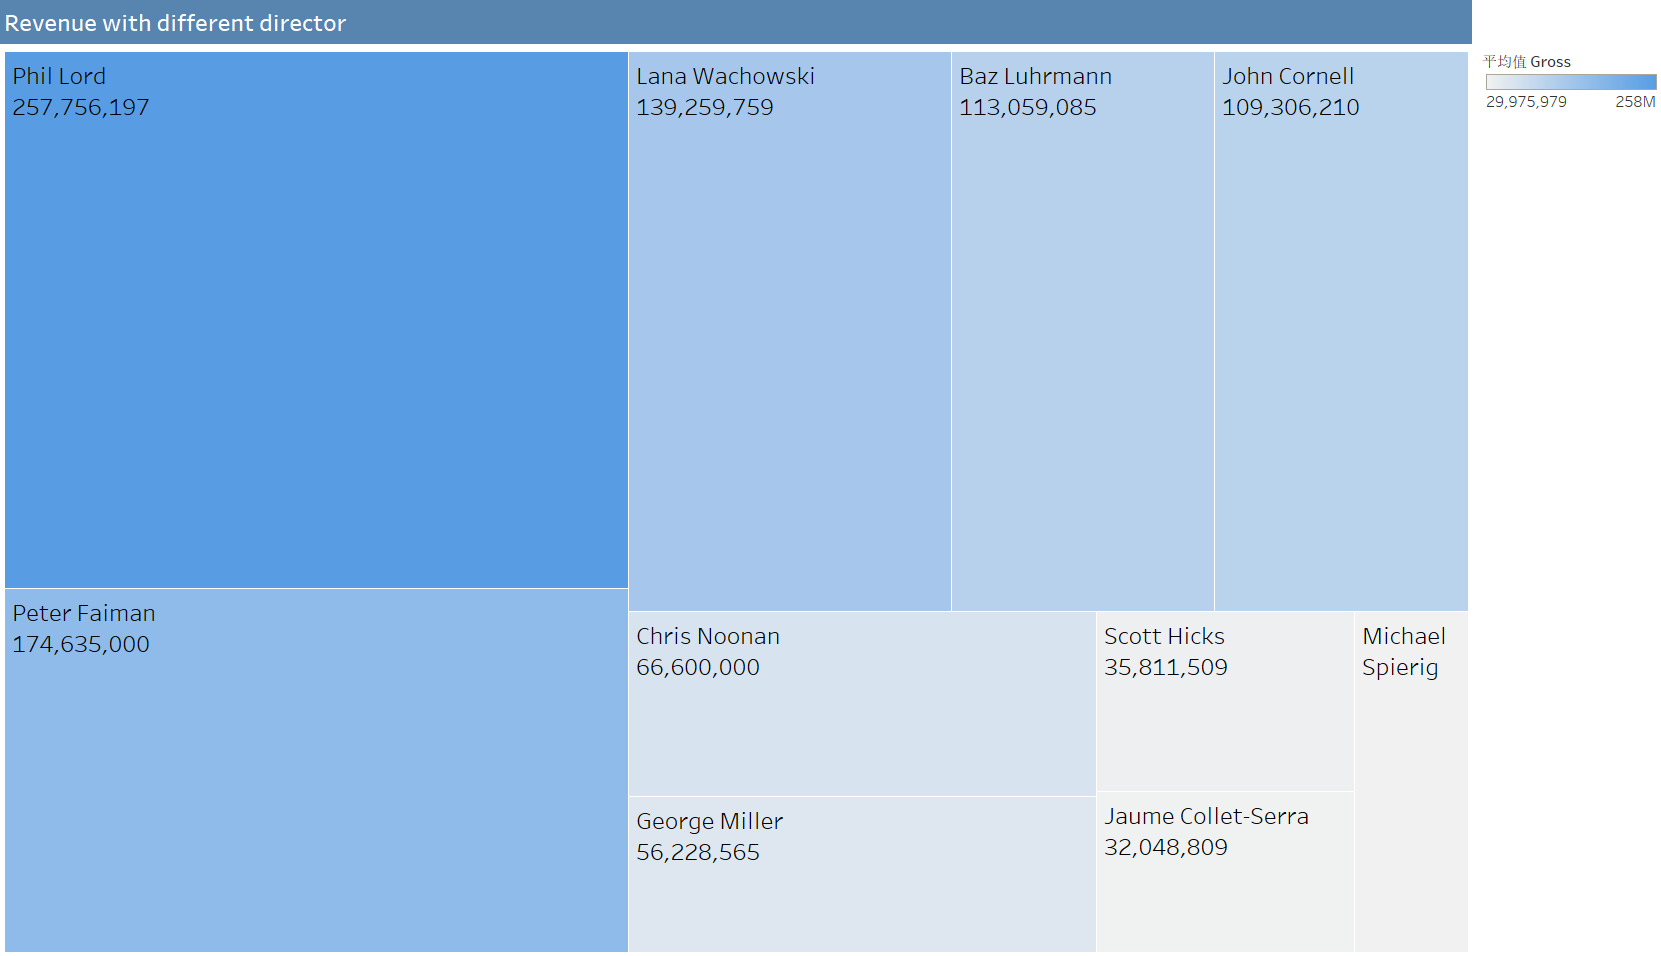 Revenue with different director
Phil Lord
257,756,197
Lana Wachowski
139,259,759
Baz Luhrmann
113,059,085
John Cornell
109,306,210
Peter Faiman
174,635,000
Chris Noonan
66,600,000
George Miller
56,228,565
Scott Hicks
35,811,509
Jaume Collet-Serra
32,048,809
Michael
Spierig
平均值 Gross
29,975,979 258M